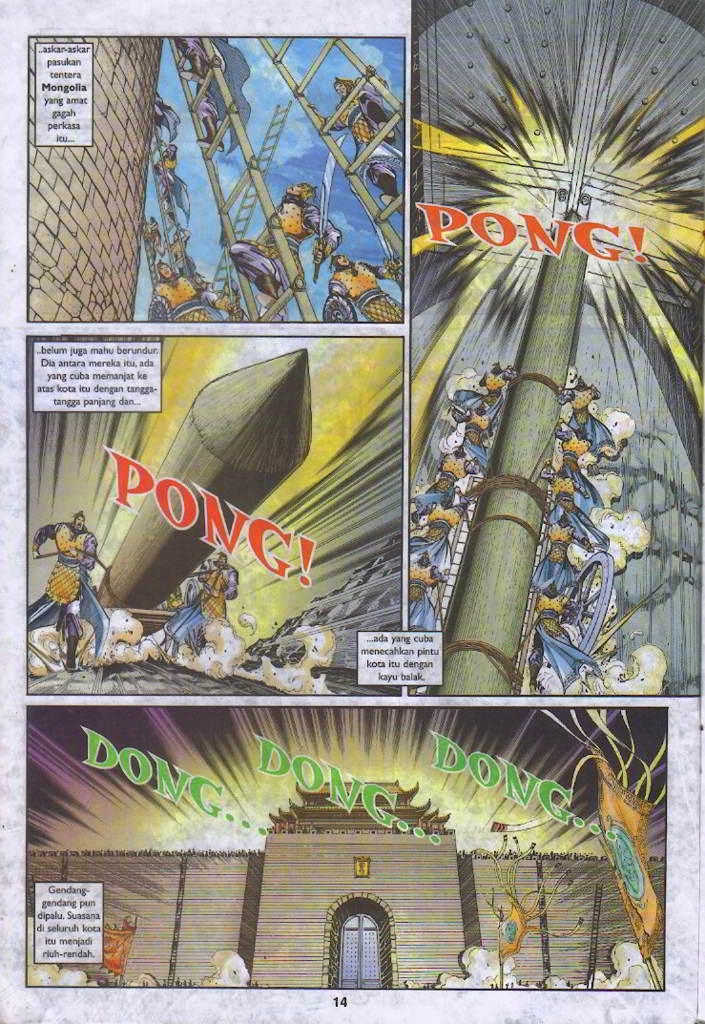 ..askar-askar
pasukan
tentera
Mongolia
yang amat
gagah
perkasa
itu...
PONG!
..belum juga mahu berundur.
Dia antara mereka itu, ada
yang cuba memanjat ke
atas kota itu dengan tangga-
tangga panjang dan...
PONG!
...ada yang cuba
menecahkan pintu
kota itu dengan
kayu balak.
DONG... DONG... DONG...
Gendang-
gendang pun
dipalu. Suasana
di seluruh kota
itu menjadi
riuh-rendah.
14